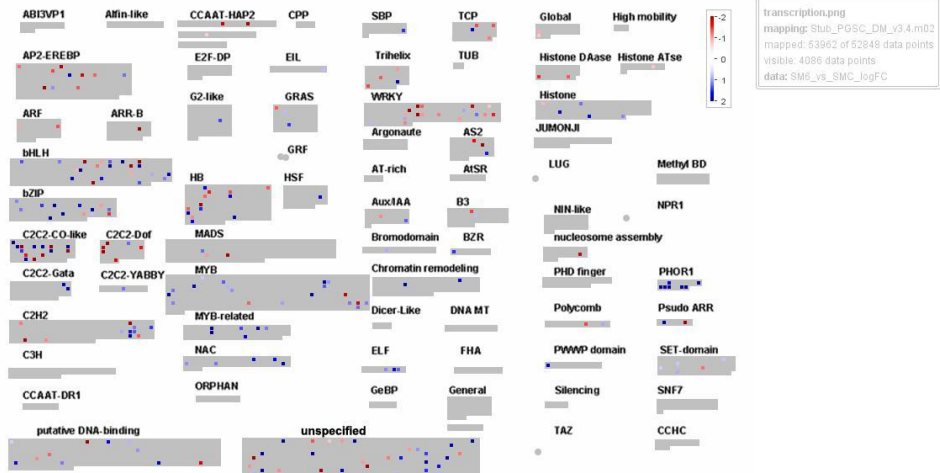 ABI3VP1
Alfin-like
CCAAT-HAP2
CPP
SBP
TCP
Global
High mobility
AP2-EREBP
E2F-DP
EIL
Trihelix
TUB
Histone DAase
Histone ATse
ARF
ARR-B
G2-like
GRAS
WRKY
Histone
Argonaute
AS2
JUMONJI
bHLH
GRF
AT-rich
AtSR
LUG
Methyl BD
bZIP
HB
HSF
Aux/IAA
B3
NIN-like
NPR1
C2C2-CO-like
C2C2-Dof
MADS
Bromodomain
BZR
nucleosome assembly
C2C2-Gata
C2C2-YABBY
MYB
Chromatin remodeling
PHD finger
PHOR1
C2H2
MYB-related
Dicer-Like
DNA MT
Polycomb
Psudo ARR
C3H
NAC
ELF
FHA
PWWP domain
SET-domain
CCAAT-DR1
ORPHAN
GeBP
General
Silencing
SNF7
putative DNA-binding
unspecified
TAZ
CCHC
-2
-1
0
1
2
transcription.png
mapping: Stub_PGSC_DM_v3.4.m02
mapped: 53962 of 52848 data points
visible: 4086 data points
data: SM6_vs_SMC_logFC